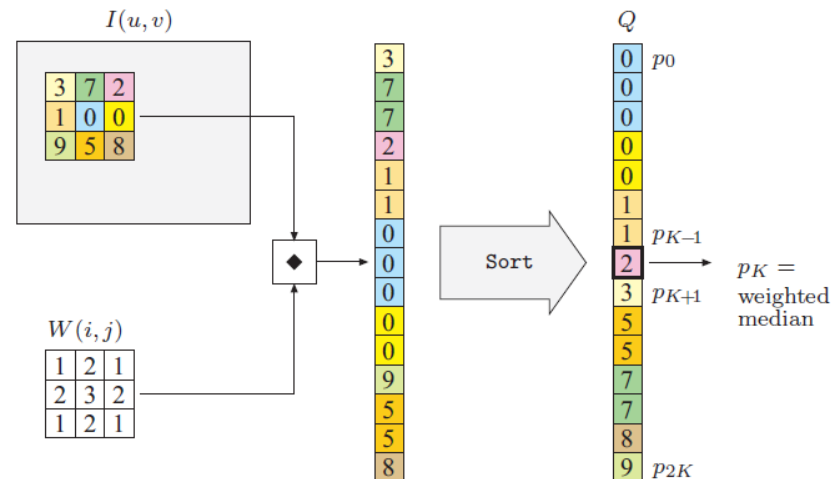 I(u, v)
3 7 2
1 0 0
9 5 8
W(i, j)
1 2 1
2 3 2
1 2 1
◆
3
7
7
2
1
1
0
0
0
0
0
9
5
5
8
Sort
Q
0 p0
0
0
0
0
1
1 pK−1
2
3 pK+1
5
5
7
7
8
9 p2K
pK =
weighted
median